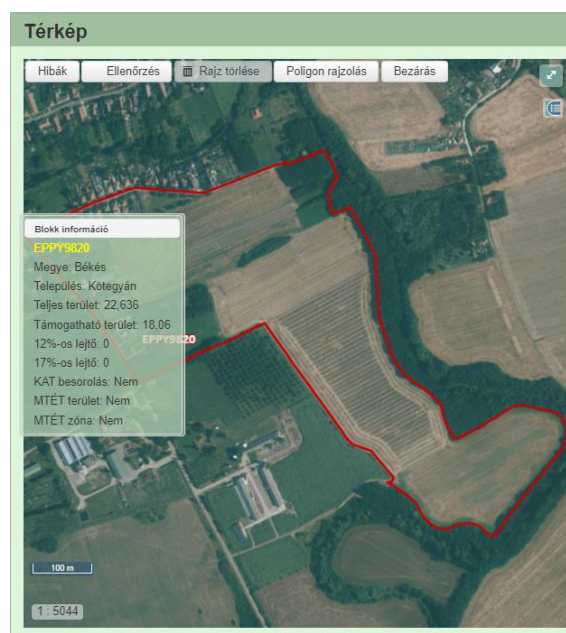 Térkép
Hibák
Ellenőrzés
Rajz törlése
Poligon rajzolás
Bezárás
Blokk információ
EPPY9820
Megye: Békés
Település: Kötegyán
Teljes terület: 22,636
Támogatható terület: 18,06
EPPY9820
12%-os lejtő: 0
17%-os lejtő: 0
KAT besorolás: Nem
MTÉT terület: Nem
MTÉT zóna: Nem
100 m
1 : 5044